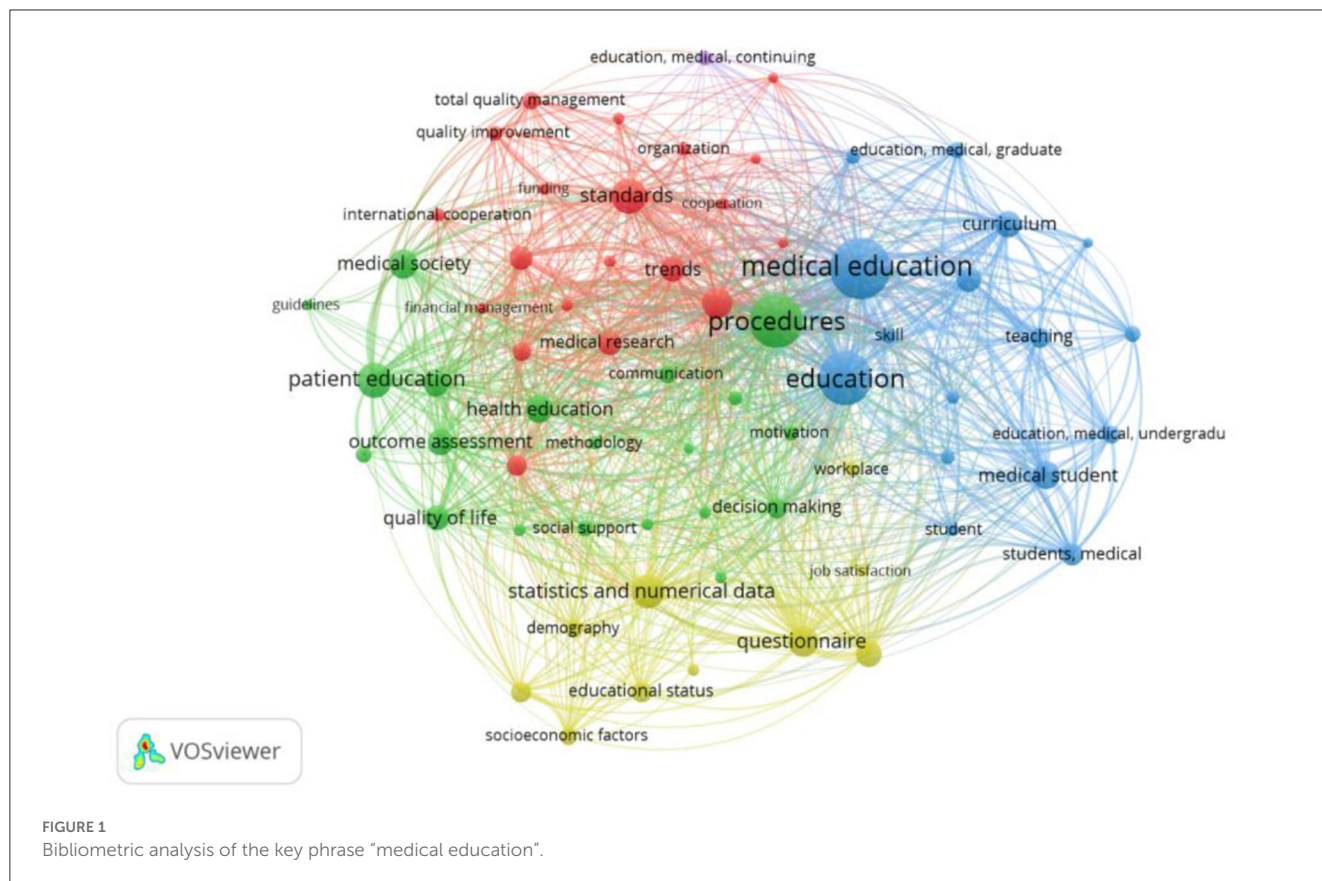 education, medical, continuing
total quality management
quality improvement
organization
education, medical, graduate
funding
standards
cooperation
international cooperation
curriculum
medical society
trends
medical education
guidelines
financial management
procedures
skill
teaching
medical research
patient education
communication
education
health education
outcome assessment
methodology
motivation
education, medical, undergradu
workplace
medical student
quality of life
social support
decision making
student
students, medical
job satisfaction
statistics and numerical data
demography
questionnaire
educational status
socioeconomic factors
VOSviewer
FIGURE 1
Bibliometric analysis of the key phrase “medical education”.